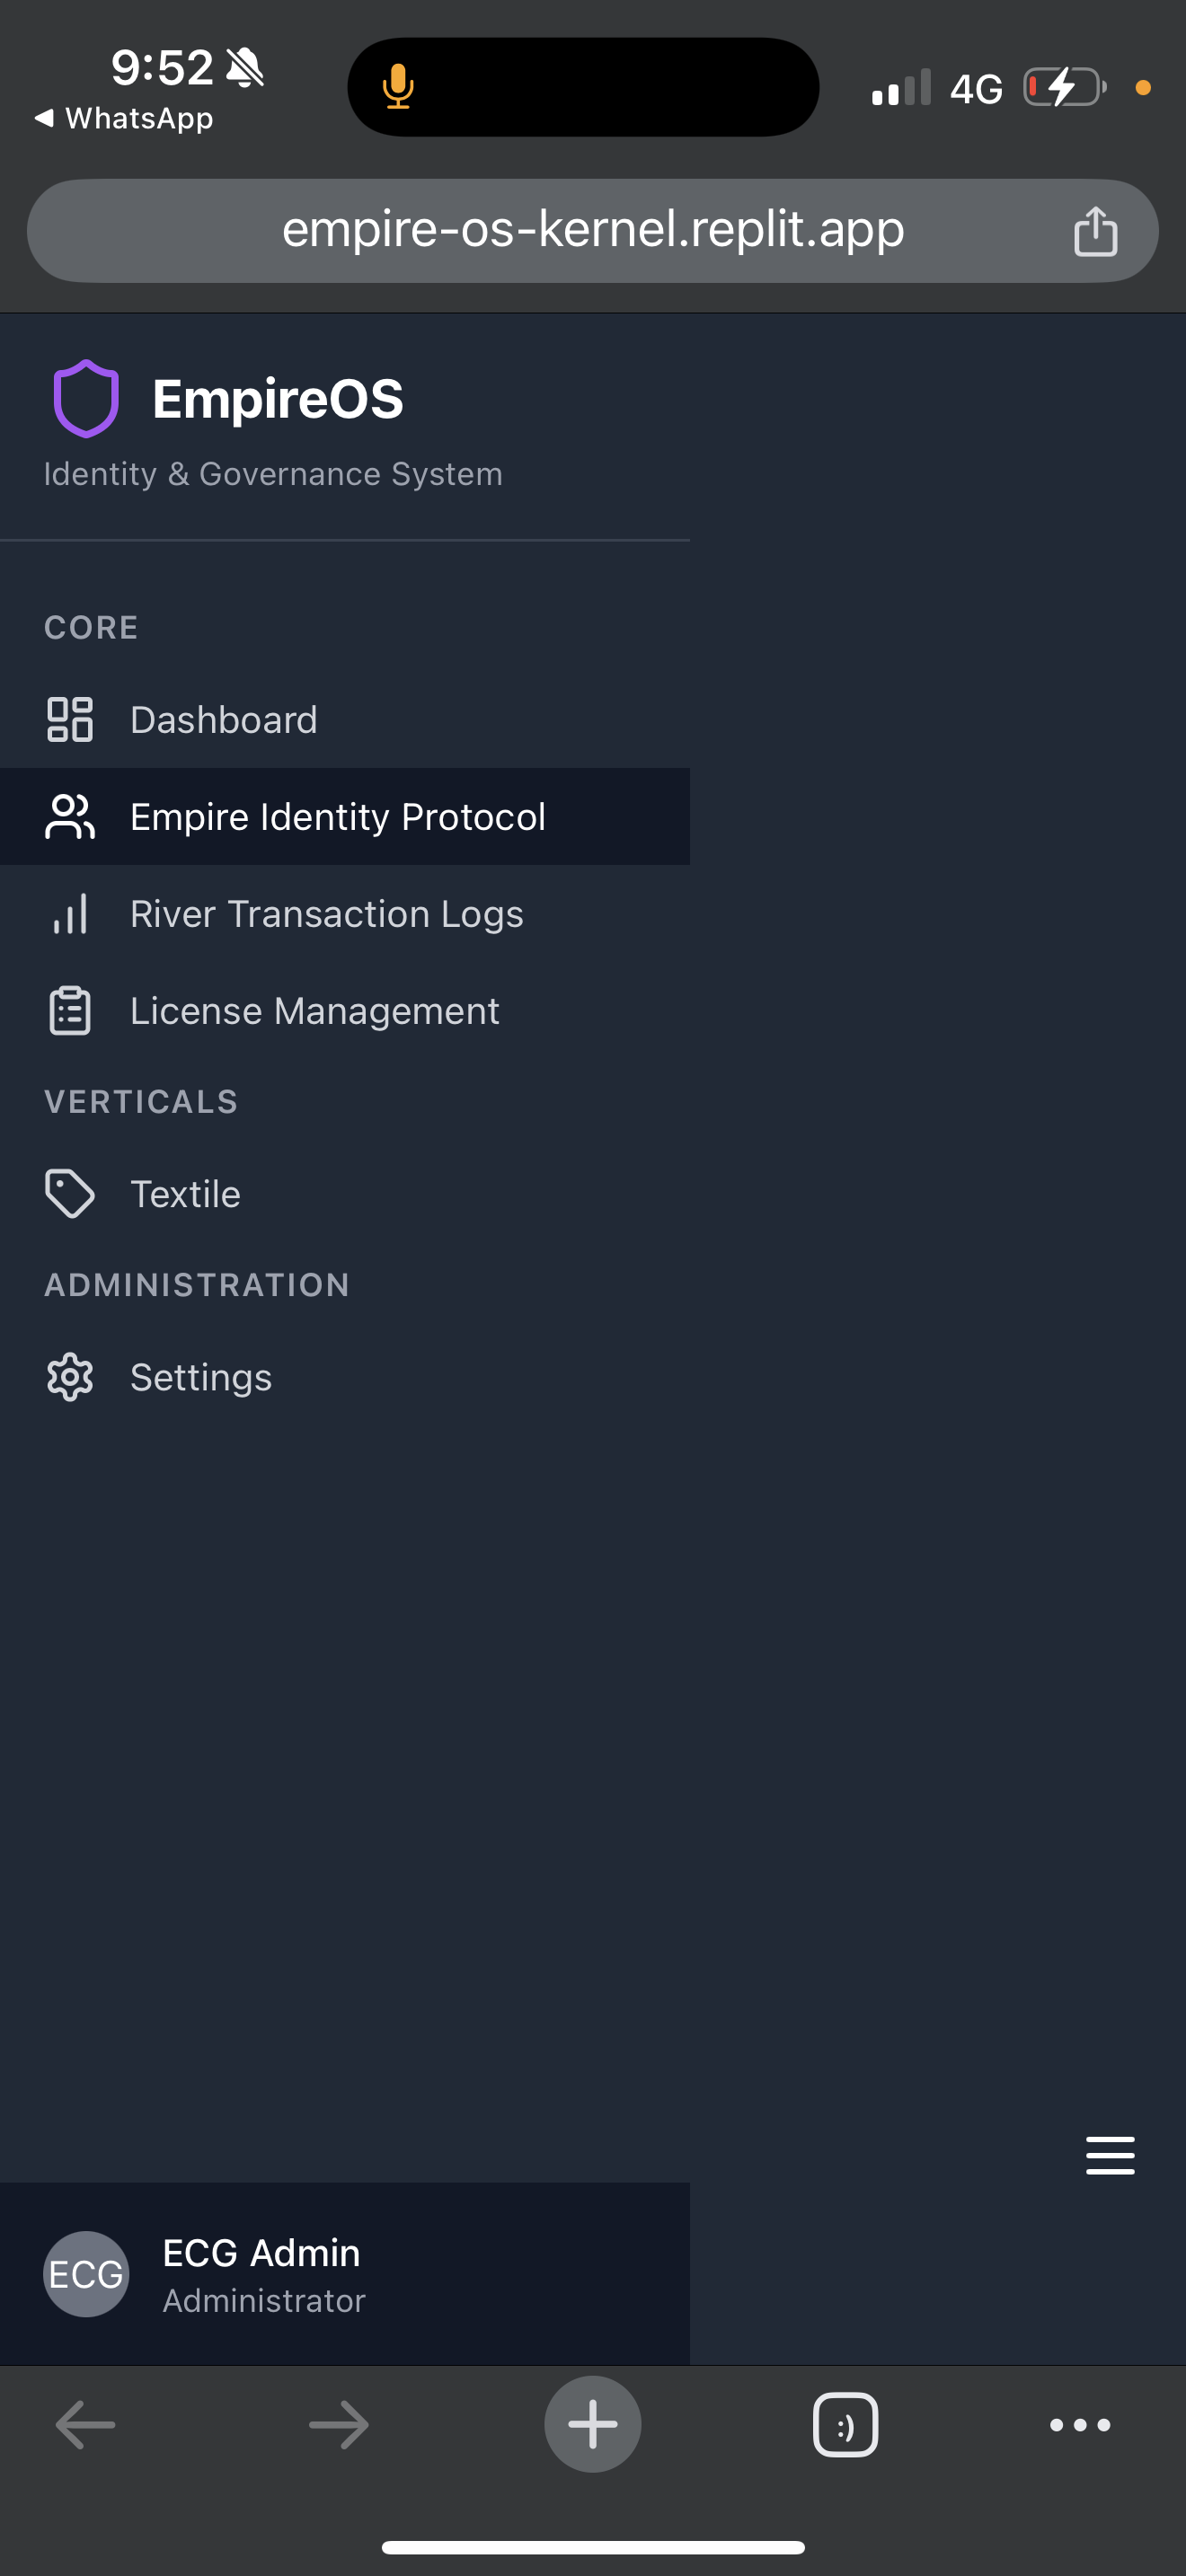 9:52
WhatsApp
4G
empire-os-kernel.replit.app
EmpireOS
Identity & Governance System
CORE
Dashboard
Empire Identity Protocol
River Transaction Logs
License Management
VERTICALS
Textile
ADMINISTRATION
Settings
ECG
ECG Admin
Administrator
:)